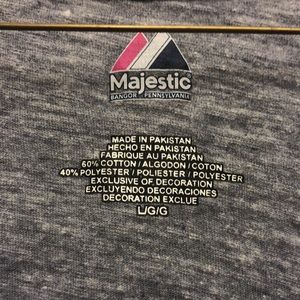 Majestic
BANGOR PENNSYLVANIA
MADE IN PAKISTAN
HECHO EN PAKISTAN
FABRIQUE AU PAKISTAN
60% COTTON / ALGODON / COTON
40% POLYESTER / POLIESTER / POLYESTER
EXCLUSIVE OF DECORATION
EXCLUYENDO DECORACIONES
DECORATION EXCLUE
L/G/G